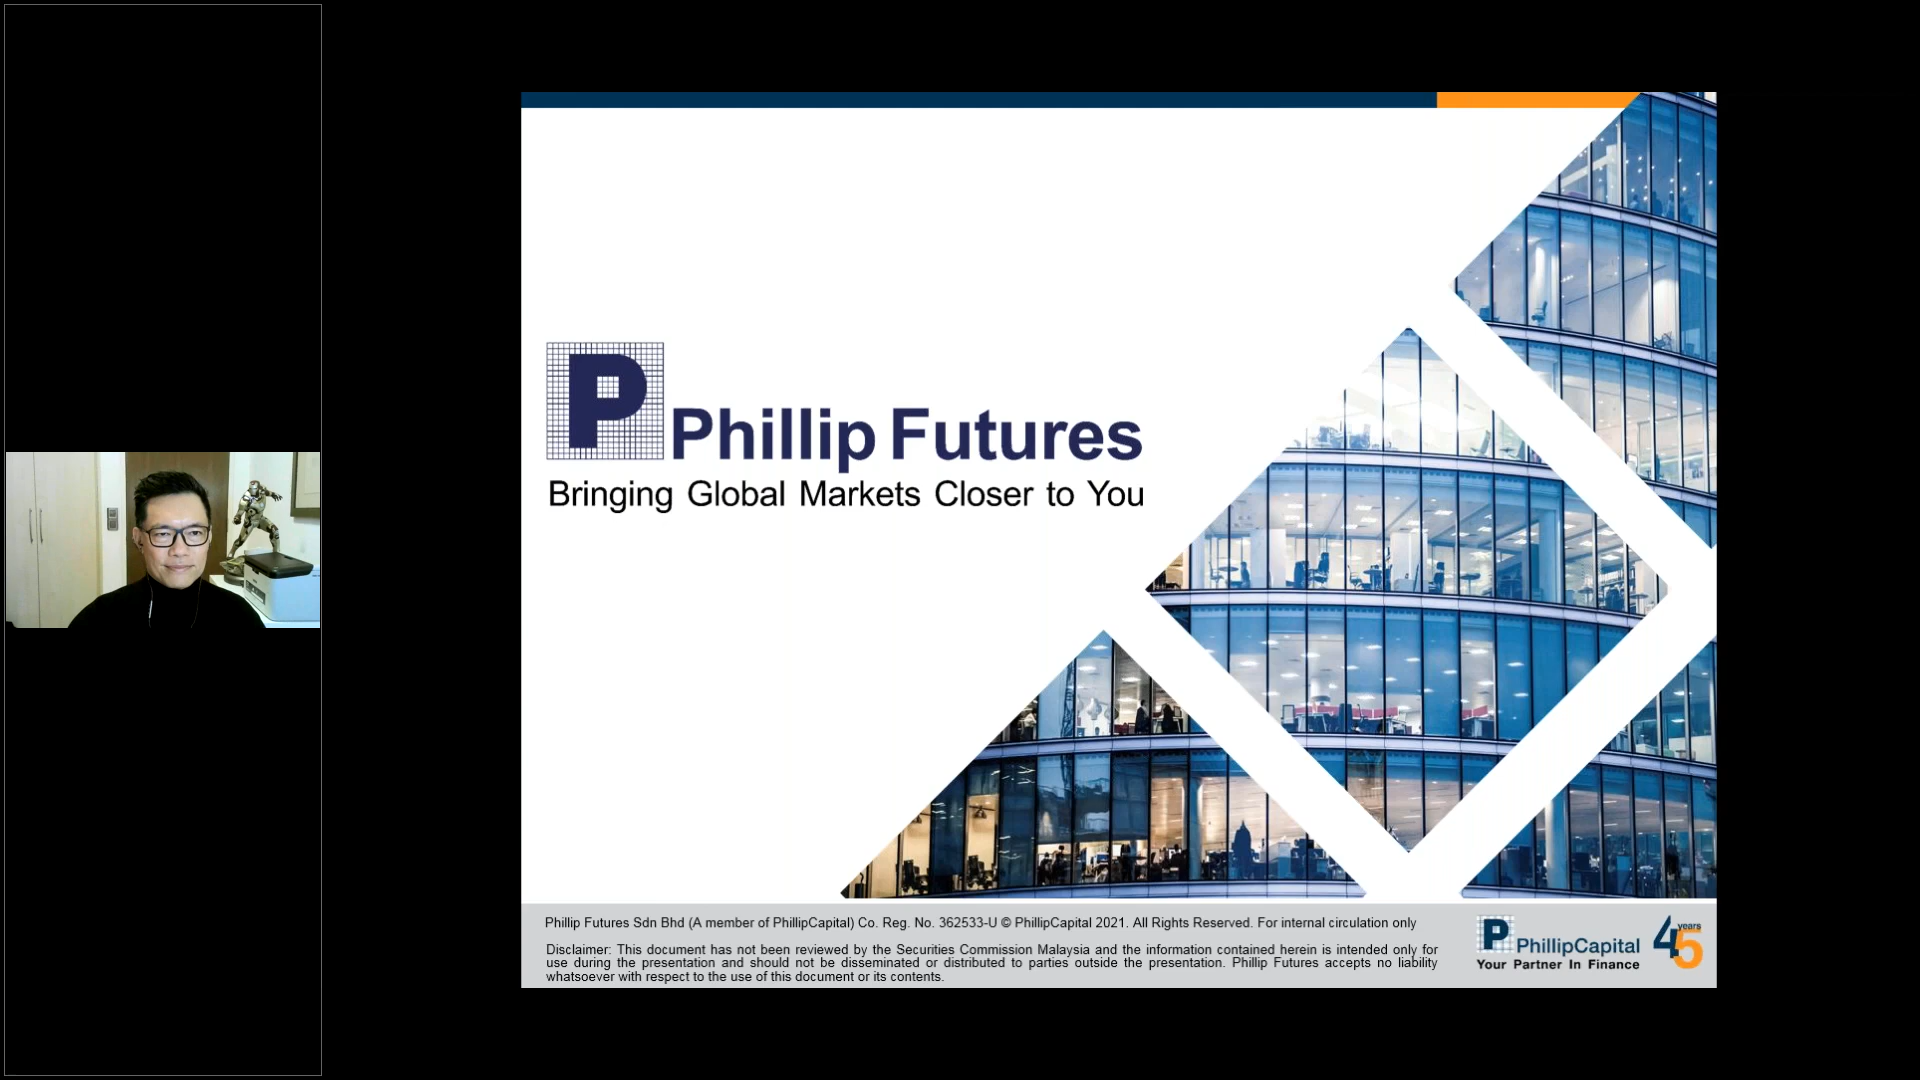 P Phillip Futures
Bringing Global Markets Closer to You
Phillip Futures Sdn Bhd (A member of PhillipCapital) Co. Reg. No. 362533-U © PhillipCapital 2021. All Rights Reserved. For internal circulation only
Disclaimer: This document has not been reviewed by the Securities Commission Malaysia and the information contained herein is intended only for
use during the presentation and should not be disseminated or distributed to parties outside the presentation. Phillip Futures accepts no liability
whatsoever with respect to the use of this document or its contents.
P PhillipCapital
Your Partner In Finance
45 years